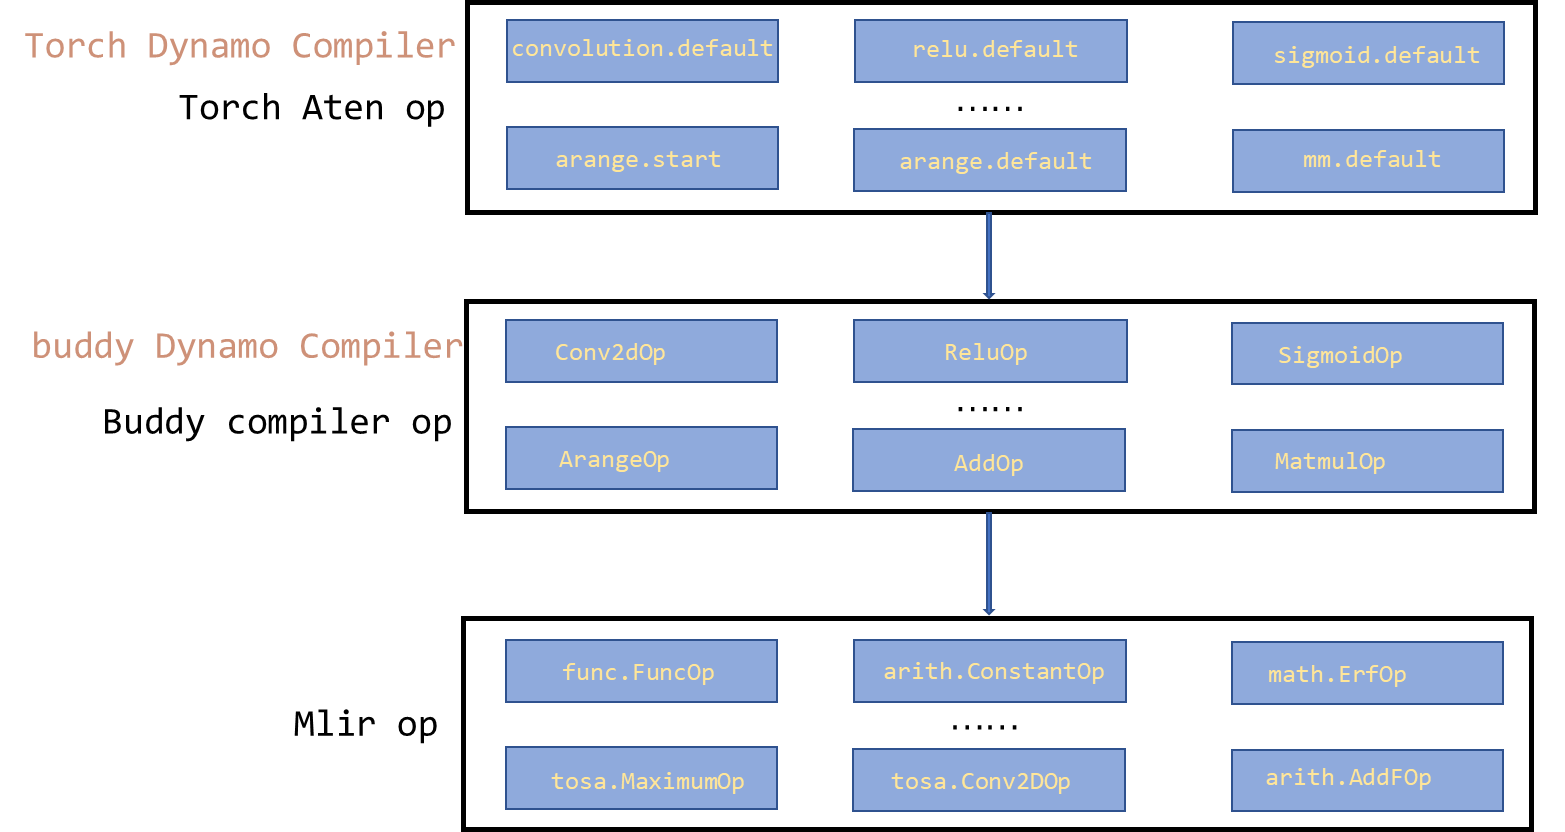 Torch Dynamo Compiler
Torch Aten op
convolution.default
relu.default
sigmoid.default
......
arange.start
arange.default
mm.default
buddy Dynamo Compiler
Buddy compiler op
Conv2dOp
ReluOp
SigmoidOp
......
ArangeOp
AddOp
MatmulOp
Mlir op
func.FuncOp
arith.ConstantOp
math.ErfOp
......
tosa.MaximumOp
tosa.Conv2DOp
arith.AddFOp